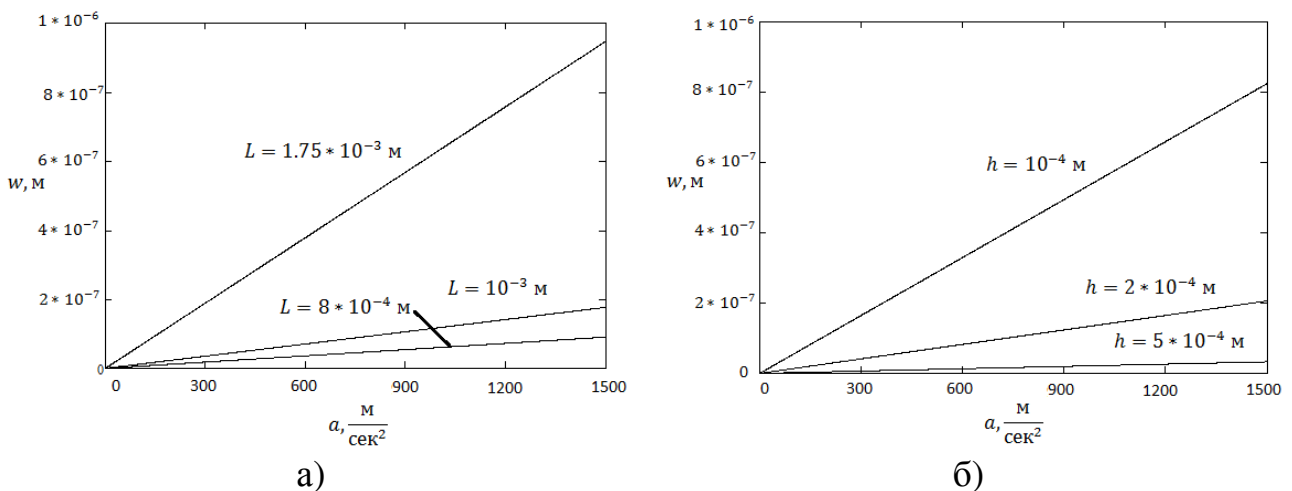 1 * 10⁻⁶
8 * 10⁻⁷
6 * 10⁻⁷
w, м
4 * 10⁻⁷
2 * 10⁻⁷
0
L = 1.75 * 10⁻³ м
L = 10⁻³ м
L = 8 * 10⁻⁴ м
0 300 600 900 1200 1500
a, м/сек²
а)
1 * 10⁻⁶
8 * 10⁻⁷
6 * 10⁻⁷
w, м
4 * 10⁻⁷
2 * 10⁻⁷
0
h = 10⁻⁴ м
h = 2 * 10⁻⁴ м
h = 5 * 10⁻⁴ м
0 300 600 900 1200 1500
a, м/сек²
б)